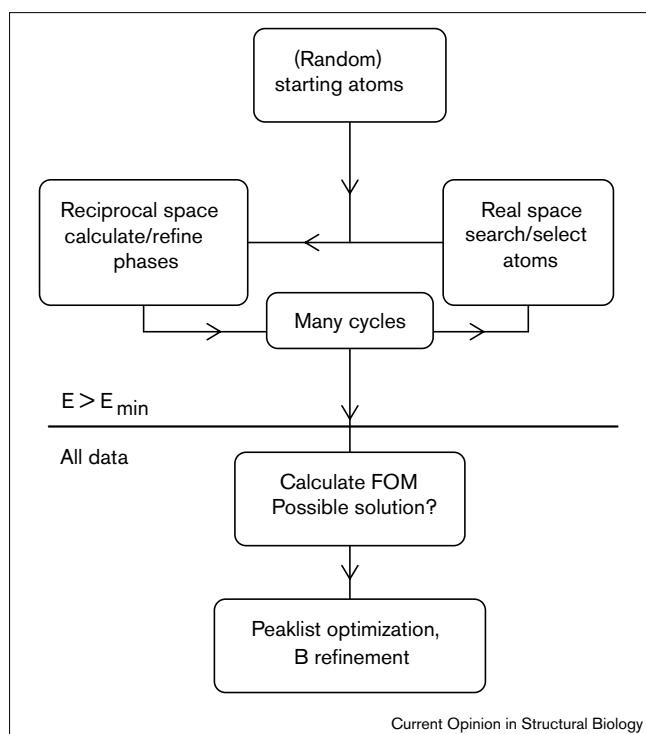 (Random)
starting atoms
Reciprocal space
calculate/refine
phases
Real space
search/select
atoms
Many cycles
E > E min
All data
Calculate FOM
Possible solution?
Peaklist optimization,
B refinement
Current Opinion in Structural Biology